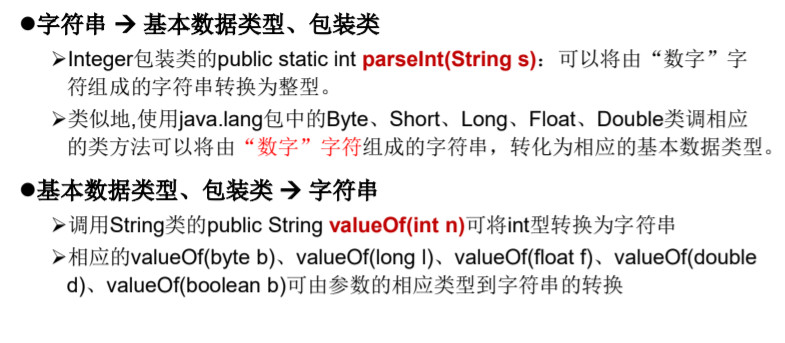 ●字符串 → 基本数据类型、包装类
➢Integer包装类的public static int parseInt(String s)：可以将由“数字”字
符组成的字符串转换为整型。
➢类似地,使用java.lang包中的Byte、Short、Long、Float、Double类调相应
的类方法可以将由“数字”字符组成的字符串，转化为相应的基本数据类型。
●基本数据类型、包装类 → 字符串
➢调用String类的public String valueOf(int n)可将int型转换为字符串
➢相应的valueOf(byte b)、valueOf(long l)、valueOf(float f)、valueOf(double
d)、valueOf(boolean b)可由参数的相应类型到字符串的转换